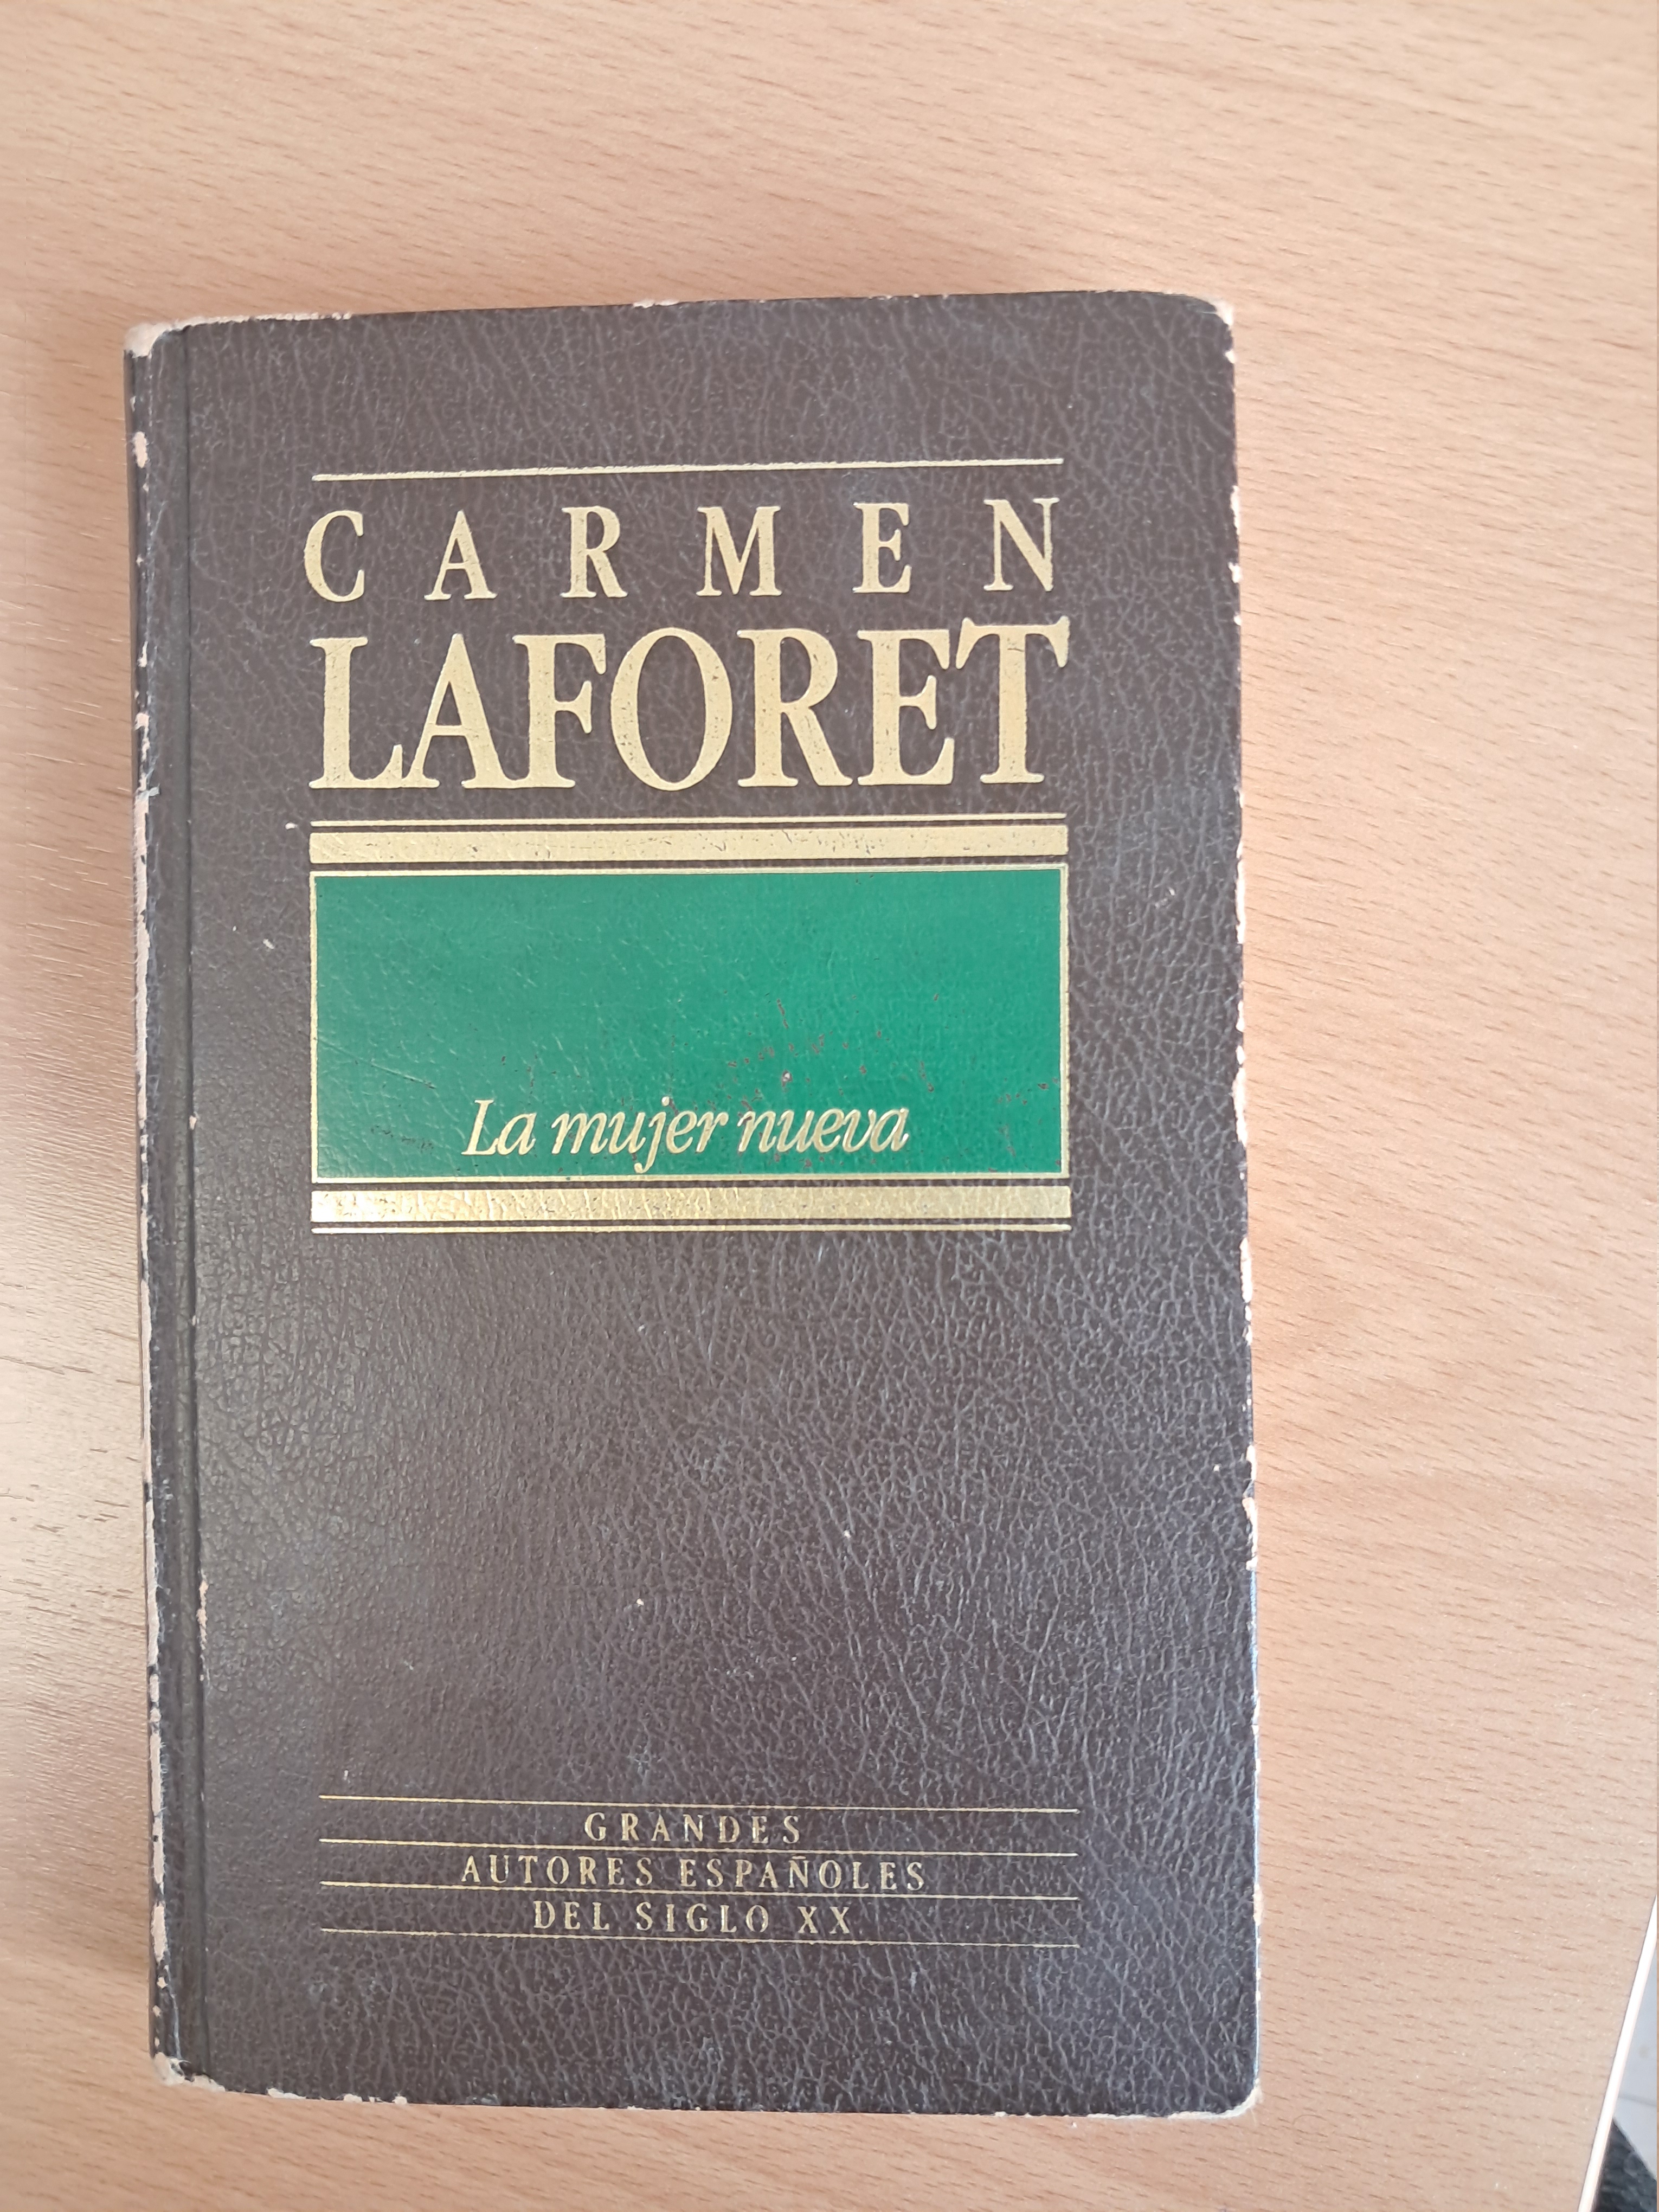 CARMEN
LAFORET
La mujer nueva
GRANDES
AUTORES ESPAÑOLES
DEL SIGLO XX